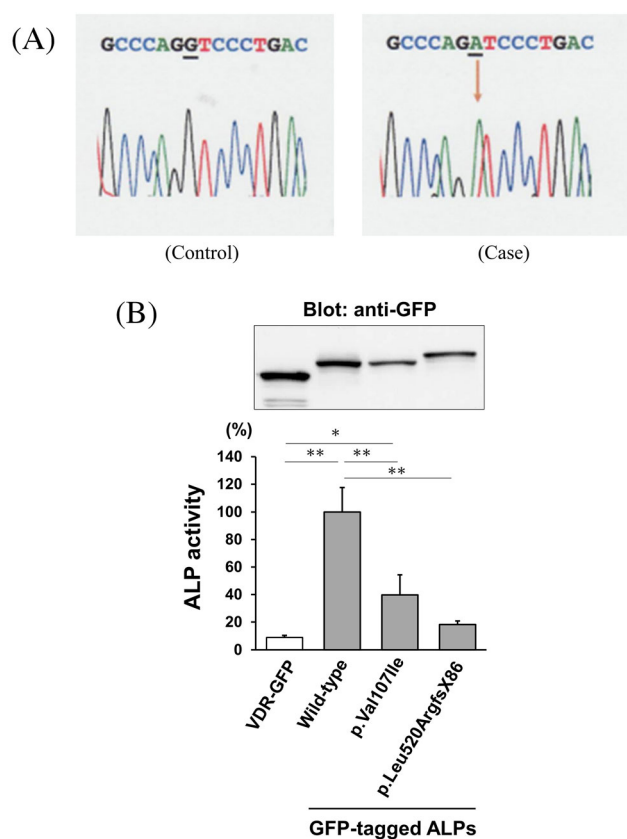 (A)
GCCCAGGTCCCTGAC
GCCCAGATCCCTGAC
(Control)
(Case)
(B)
Blot: anti-GFP
(%)
140
120
100
80
60
40
20
0
ALP activity
*
** **
**
VDR-GFP
Wild-type
p.Val107Ile
p.Leu520ArgfsX86
GFP-tagged ALPs